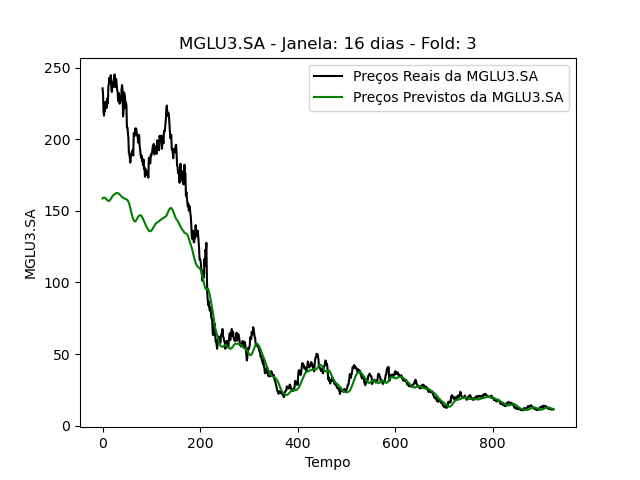 MGLU3.SA - Janela: 16 dias - Fold: 3
Preços Reais da MGLU3.SA
Preços Previstos da MGLU3.SA
MGLU3.SA
250
200
150
100
50
0
0 200 400 600 800
Tempo